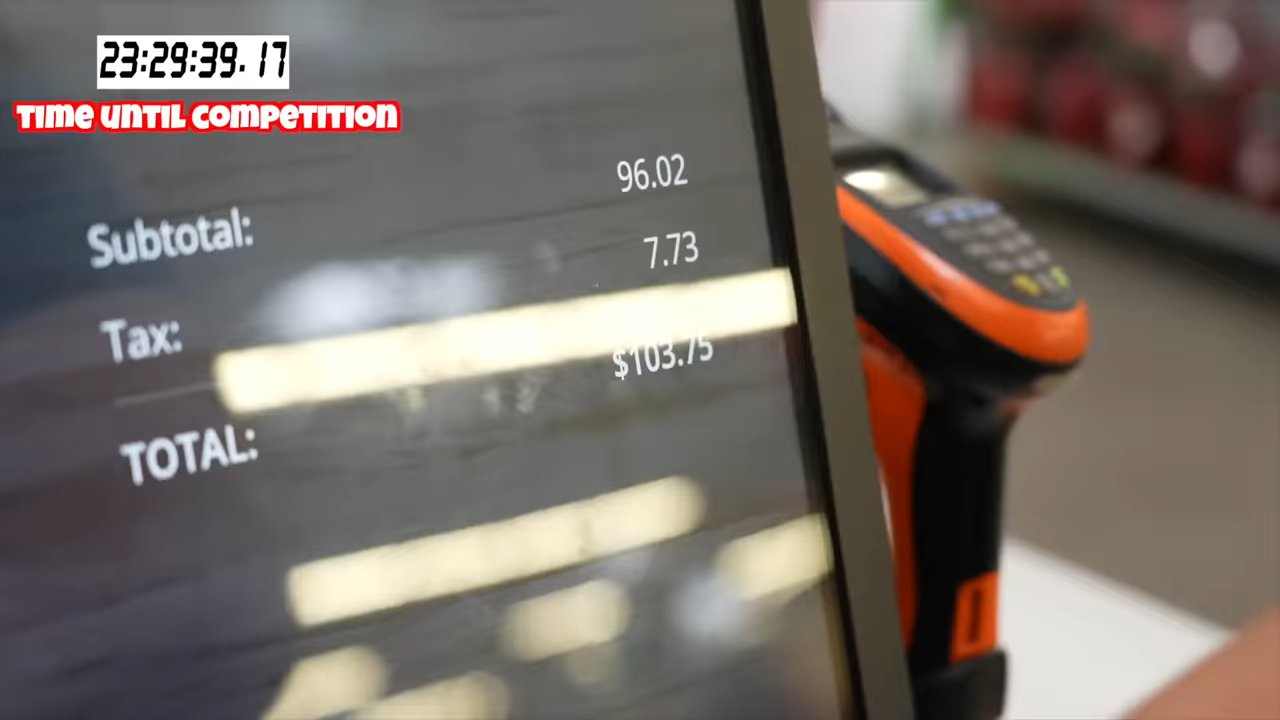 23:29:39.17
TIME UNTIL COMPETITION
96.02
Subtotal:
7.73
Tax:
$103.75
TOTAL: